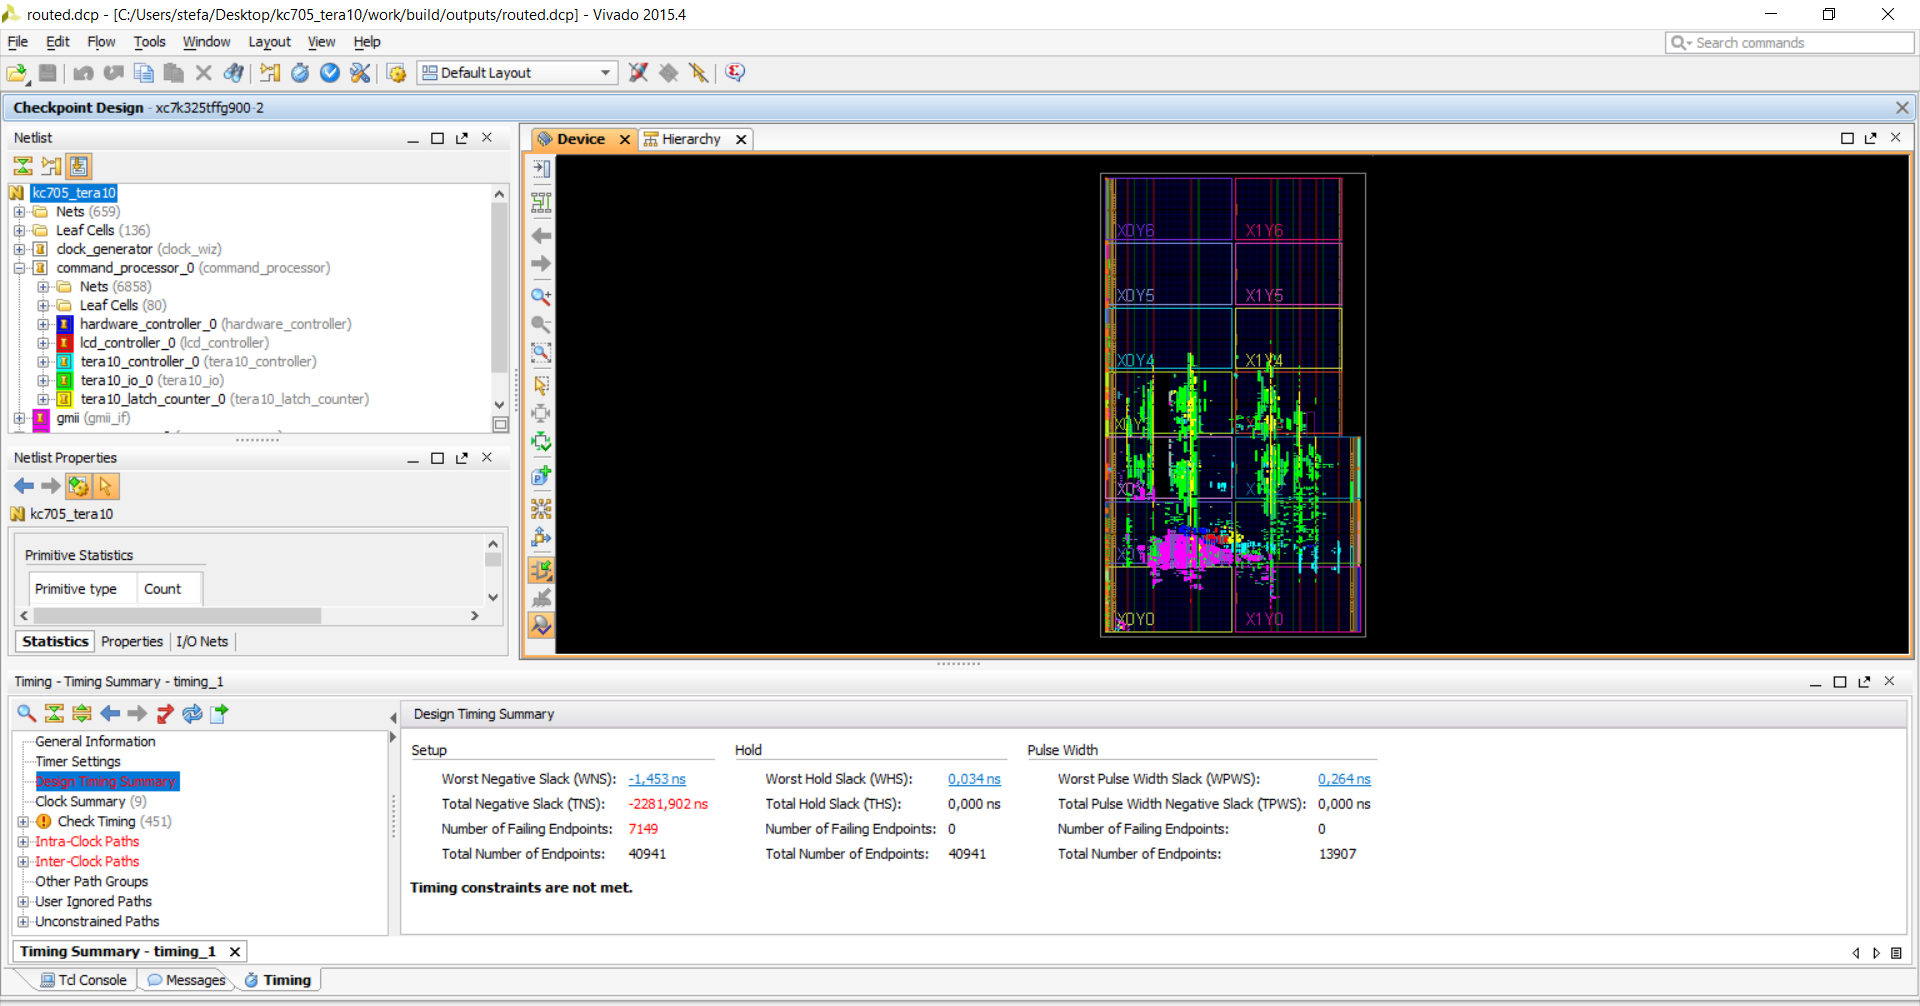 routed.dcp - [C:/Users/stefa/Desktop/kc705_tera10/work/build/outputs/routed.dcp] - Vivado 2015.4
File Edit Flow Tools Window Layout View Help
Search commands
Default Layout
Checkpoint Design - xc7k325tffg900-2
Netlist
kc705_tera10
Nets (659)
Leaf Cells (136)
clock_generator (clock_wiz)
command_processor_0 (command_processor)
Nets (6858)
Leaf Cells (80)
hardware_controller_0 (hardware_controller)
lcd_controller_0 (lcd_controller)
tera10_controller_0 (tera10_controller)
tera10_io_0 (tera10_io)
tera10_latch_counter_0 (tera10_latch_counter)
gmii (gmii_if)
Netlist Properties
kc705_tera10
Primitive Statistics
Primitive type Count
Statistics Properties I/O Nets
Device Hierarchy
X0Y6 X1Y6
X0Y5 X1Y5
X0Y4 X1Y4
X0Y0 X1Y0
Timing - Timing Summary - timing_1
General Information
Timer Settings
Design Timing Summary
Clock Summary (9)
Check Timing (451)
Intra-Clock Paths
Inter-Clock Paths
Other Path Groups
User Ignored Paths
Unconstrained Paths
Design Timing Summary
Setup Hold Pulse Width
Worst Negative Slack (WNS): -1,453 ns Worst Hold Slack (WHS): 0,034 ns Worst Pulse Width Slack (WPWS): 0,264 ns
Total Negative Slack (TNS): -2281,902 ns Total Hold Slack (THS): 0,000 ns Total Pulse Width Negative Slack (TPWS): 0,000 ns
Number of Failing Endpoints: 7149 Number of Failing Endpoints: 0 Number of Failing Endpoints: 0
Total Number of Endpoints: 40941 Total Number of Endpoints: 40941 Total Number of Endpoints: 13907
Timing constraints are not met.
Timing Summary - timing_1
Tcl Console Messages Timing